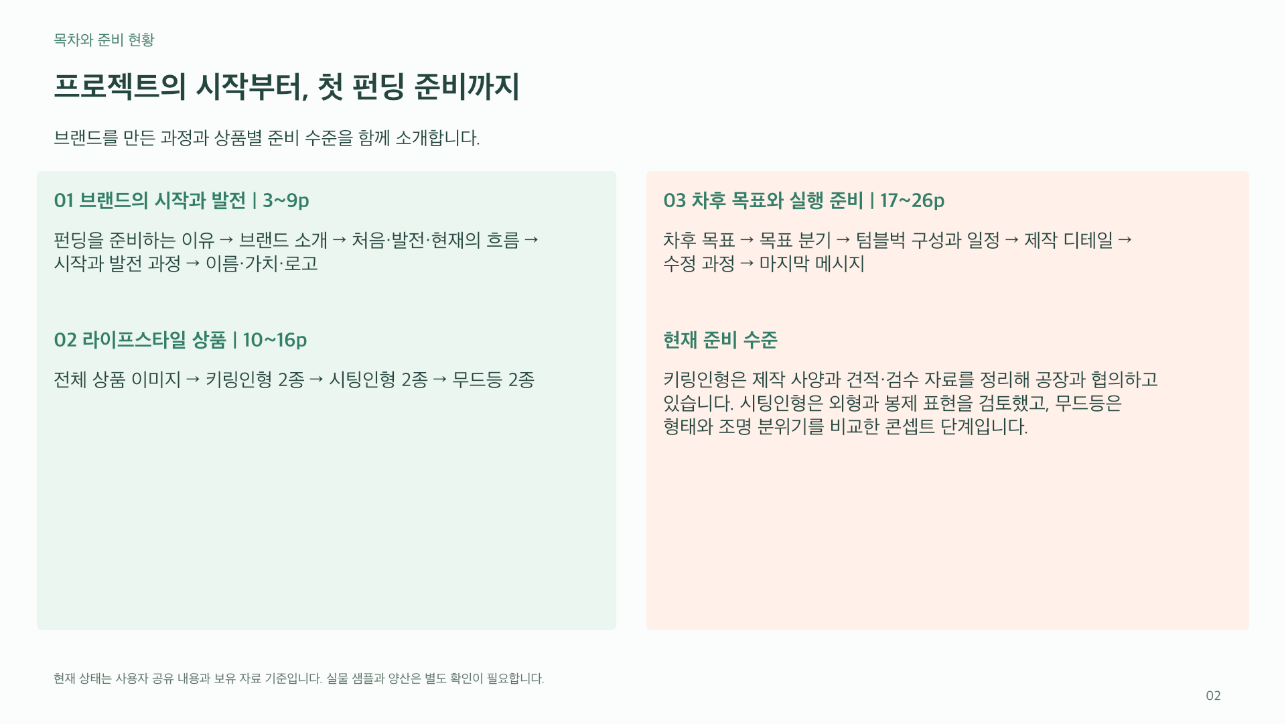 목차와 준비 현황
프로젝트의 시작부터, 첫 펀딩 준비까지
브랜드를 만든 과정과 상품별 준비 수준을 함께 소개합니다.
01 브랜드의 시작과 발전 | 3~9p
펀딩을 준비하는 이유 → 브랜드 소개 → 처음·발전·현재의 흐름 →
시작과 발전 과정 → 이름·가치·로고
02 라이프스타일 상품 | 10~16p
전체 상품 이미지 → 키링인형 2종 → 시팅인형 2종 → 무드등 2종
03 차후 목표와 실행 준비 | 17~26p
차후 목표 → 목표 분기 → 텀블벅 구성과 일정 → 제작 디테일 →
수정 과정 → 마지막 메시지
현재 준비 수준
키링인형은 제작 사양과 견적·검수 자료를 정리해 공장과 협의하고
있습니다. 시팅인형은 외형과 봉제 표현을 검토했고, 무드등은
형태와 조명 분위기를 비교한 콘셉트 단계입니다.
현재 상태는 사용자 공유 내용과 보유 자료 기준입니다. 실물 샘플과 양산은 별도 확인이 필요합니다.
02